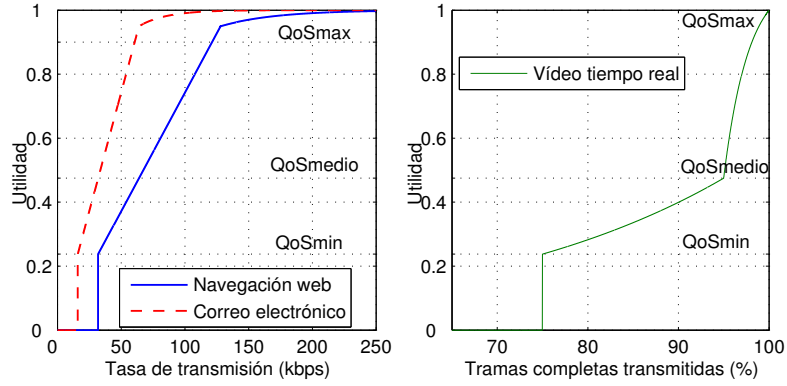 1
0.8
0.6
0.4
0.2
0
Utilidad
QoSmax
QoSmedio
QoSmin
Navegación web
Correo electrónico
0
50
100
150
200
250
Tasa de transmisión (kbps)
1
0.8
0.6
0.4
0.2
0
Utilidad
QoSmax
Vídeo tiempo real
QoSmedio
QoSmin
70
80
90
100
Tramas completas transmitidas (%)